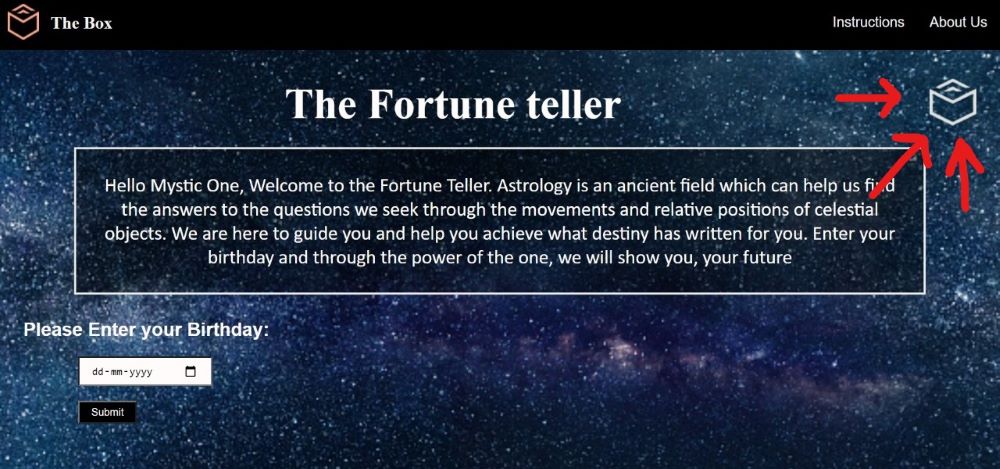 The Box
Instructions
About Us
The Fortune teller
Hello Mystic One, Welcome to the Fortune Teller. Astrology is an ancient field which can help us find
the answers to the questions we seek through the movements and relative positions of celestial
objects. We are here to guide you and help you achieve what destiny has written for you. Enter your
birthday and through the power of the one, we will show you, your future
Please Enter your Birthday:
dd-mm-yyyy
Submit